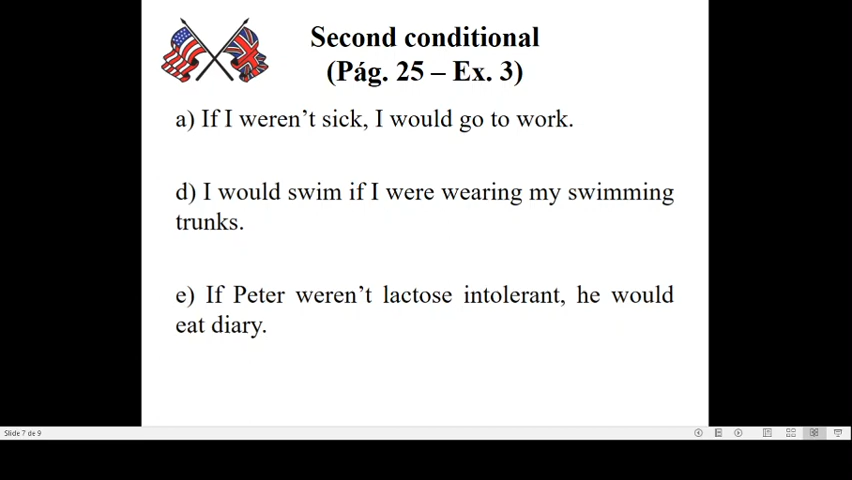 Second conditional
(Pág. 25 – Ex. 3)
a) If I weren’t sick, I would go to work.
d) I would swim if I were wearing my swimming
trunks.
e) If Peter weren’t lactose intolerant, he would
eat diary.
Slide 7 de 9